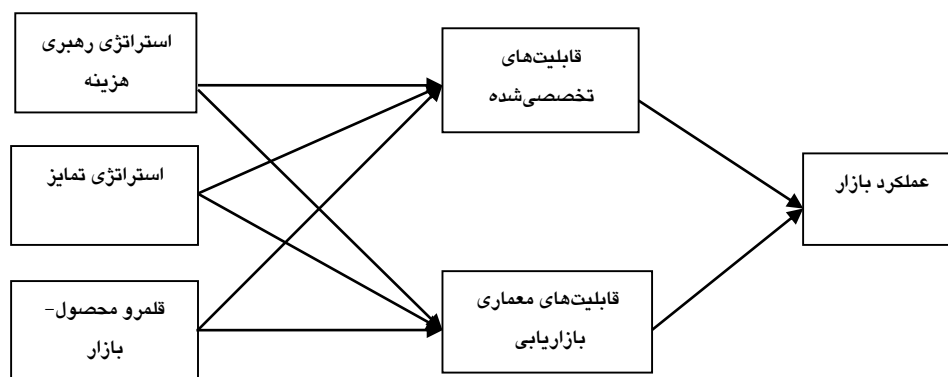 استراتژی رهبری
هزینه
قابلیت‌های
تخصصی‌شده
استراتژی تمایز
عملکرد بازار
قلمرو محصول-
بازار
قابلیت‌های معماری
بازاریابی